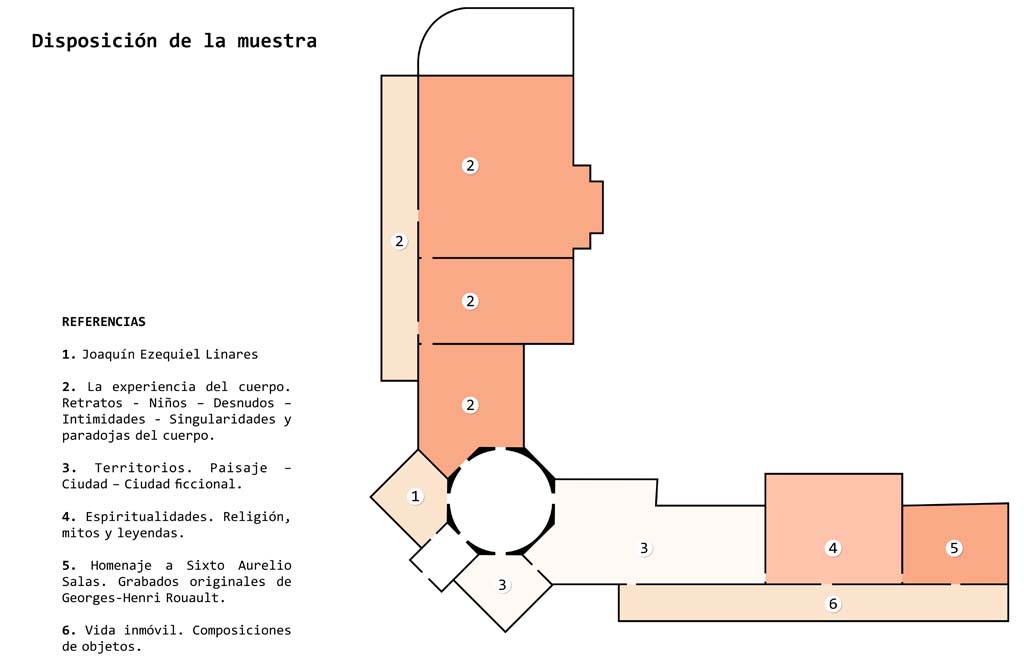 Disposición de la muestra
2
2
2
2
1
3
3
4
5
6
REFERENCIAS
1. Joaquín Ezequiel Linares
2. La experiencia del cuerpo.
Retratos - Niños – Desnudos –
Intimidades - Singularidades y
paradojas del cuerpo.
3. Territorios. Paisaje –
Ciudad – Ciudad ficcional.
4. Espiritualidades. Religión,
mitos y leyendas.
5. Homenaje a Sixto Aurelio
Salas. Grabados originales de
Georges-Henri Rouault.
6. Vida inmóvil. Composiciones
de objetos.